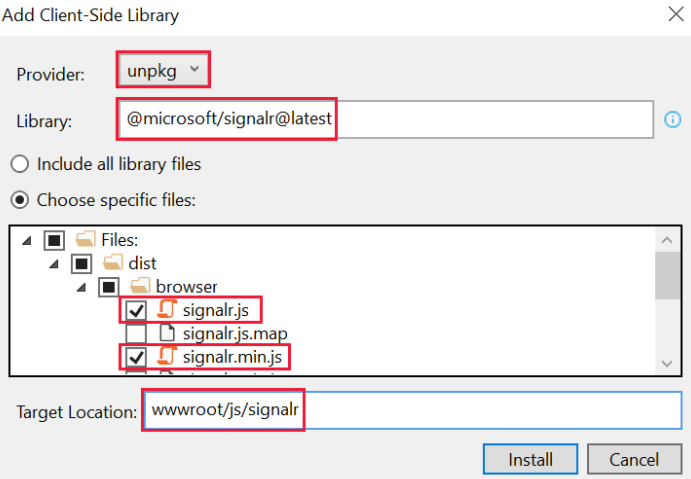 Add Client-Side Library
Provider: unpkg
Library: @microsoft/signalr@latest
Include all library files
Choose specific files:
Files:
dist
browser
signalr.js
signalr.js.map
signalr.min.js
Target Location: wwwroot/js/signalr
Install Cancel